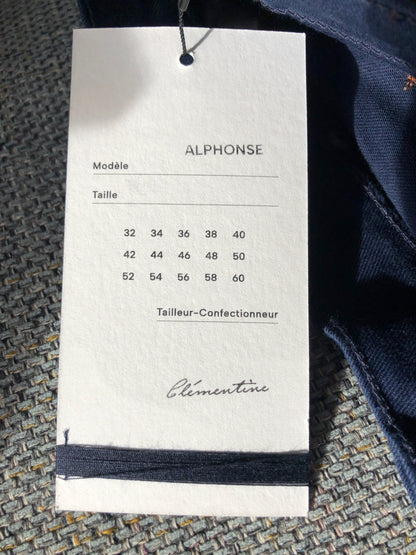 ALPHONSE
Modèle
Taille
32 34 36 38 40
42 44 46 48 50
52 54 56 58 60
Tailleur-Confectionneur
Clémentine